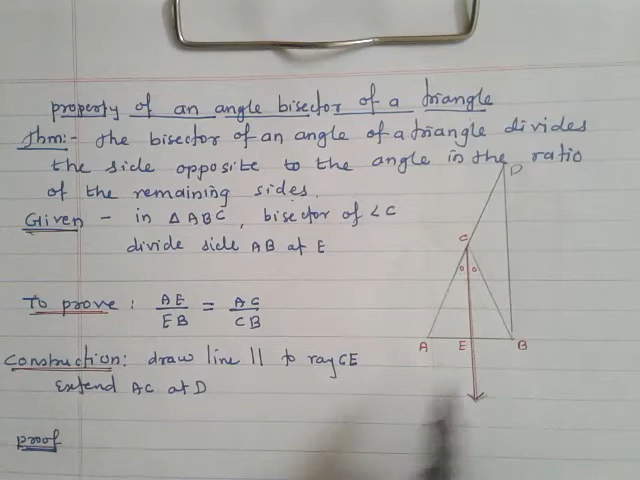 property of an angle bisector of a triangle
Thm:- The bisector of an angle of a triangle divides
the side opposite to the angle in the ratio
of the remaining sides.
Given - in △ ABC, bisector of ∠C
divide side AB at E
To prove : AE/EB = AC/CB
Construction: draw line || to ray CE
Extend AC at D
proof
D
C
A E B